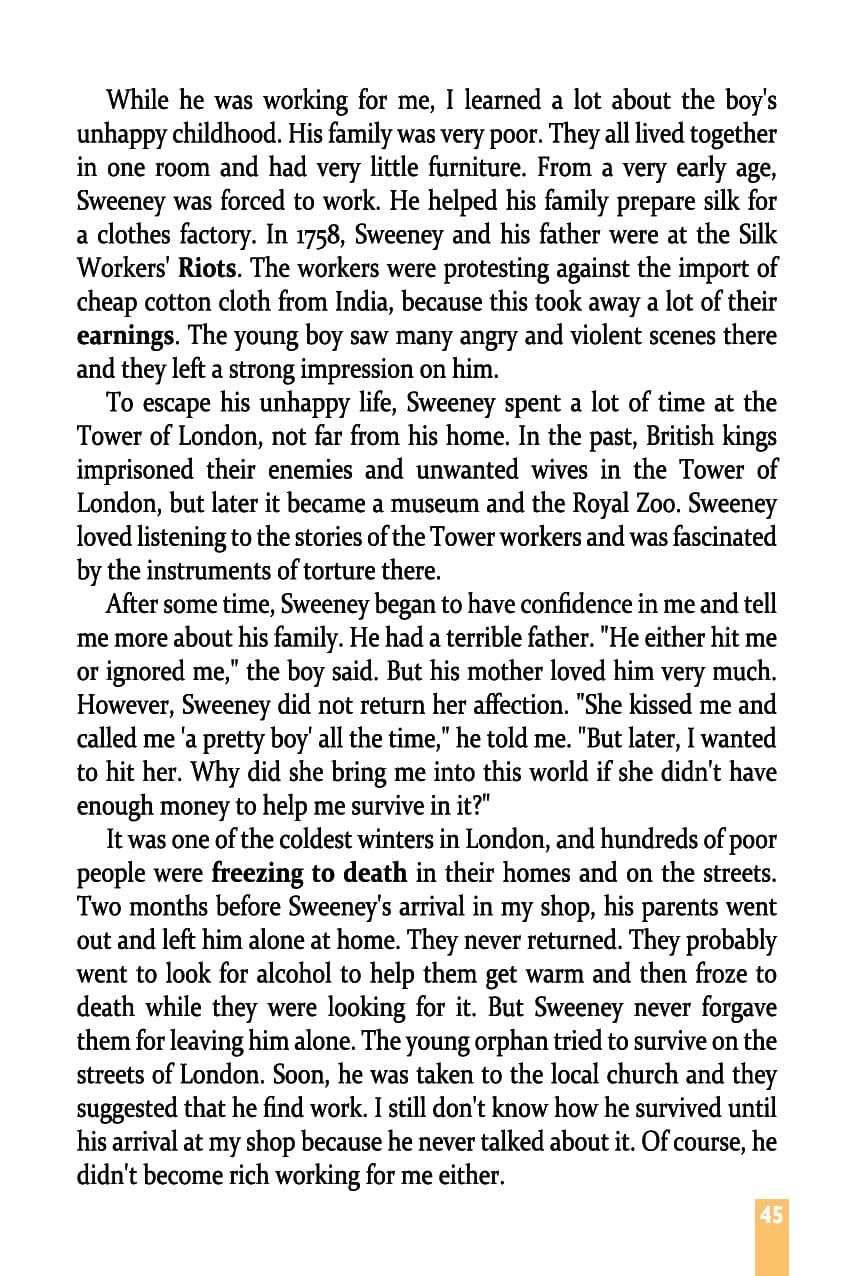 While he was working for me, I learned a lot about the boy's
unhappy childhood. His family was very poor. They all lived together
in one room and had very little furniture. From a very early age,
Sweeney was forced to work. He helped his family prepare silk for
a clothes factory. In 1758, Sweeney and his father were at the Silk
Workers' Riots. The workers were protesting against the import of
cheap cotton cloth from India, because this took away a lot of their
earnings. The young boy saw many angry and violent scenes there
and they left a strong impression on him.
To escape his unhappy life, Sweeney spent a lot of time at the
Tower of London, not far from his home. In the past, British kings
imprisoned their enemies and unwanted wives in the Tower of
London, but later it became a museum and the Royal Zoo. Sweeney
loved listening to the stories of the Tower workers and was fascinated
by the instruments of torture there.
After some time, Sweeney began to have confidence in me and tell
me more about his family. He had a terrible father. "He either hit me
or ignored me," the boy said. But his mother loved him very much.
However, Sweeney did not return her affection. "She kissed me and
called me 'a pretty boy' all the time," he told me. "But later, I wanted
to hit her. Why did she bring me into this world if she didn't have
enough money to help me survive in it?"
It was one of the coldest winters in London, and hundreds of poor
people were freezing to death in their homes and on the streets.
Two months before Sweeney's arrival in my shop, his parents went
out and left him alone at home. They never returned. They probably
went to look for alcohol to help them get warm and then froze to
death while they were looking for it. But Sweeney never forgave
them for leaving him alone. The young orphan tried to survive on the
streets of London. Soon, he was taken to the local church and they
suggested that he find work. I still don't know how he survived until
his arrival at my shop because he never talked about it. Of course, he
didn't become rich working for me either.
45